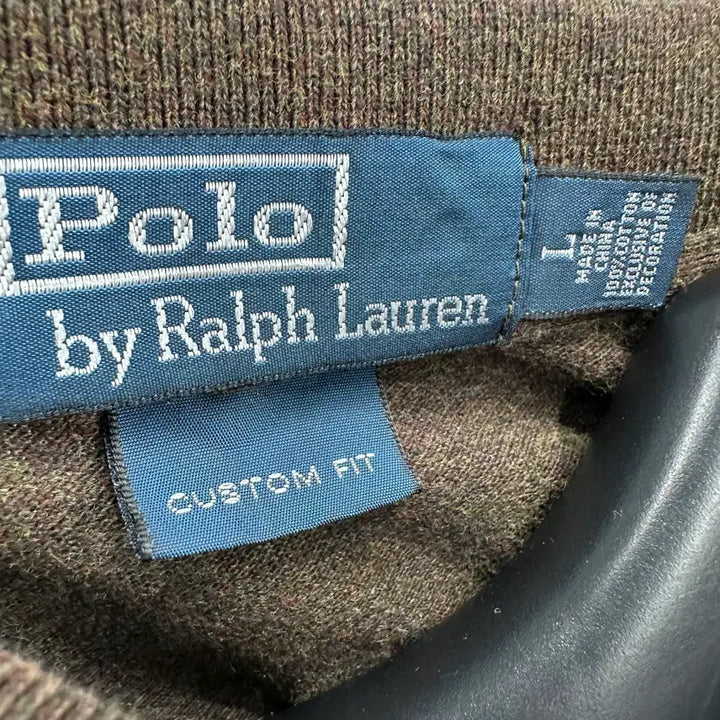 Polo
by Ralph Lauren
L
MADE IN
CHINA
100% COTTON
EXCLUSIVE OF
DECORATION
CUSTOM FIT